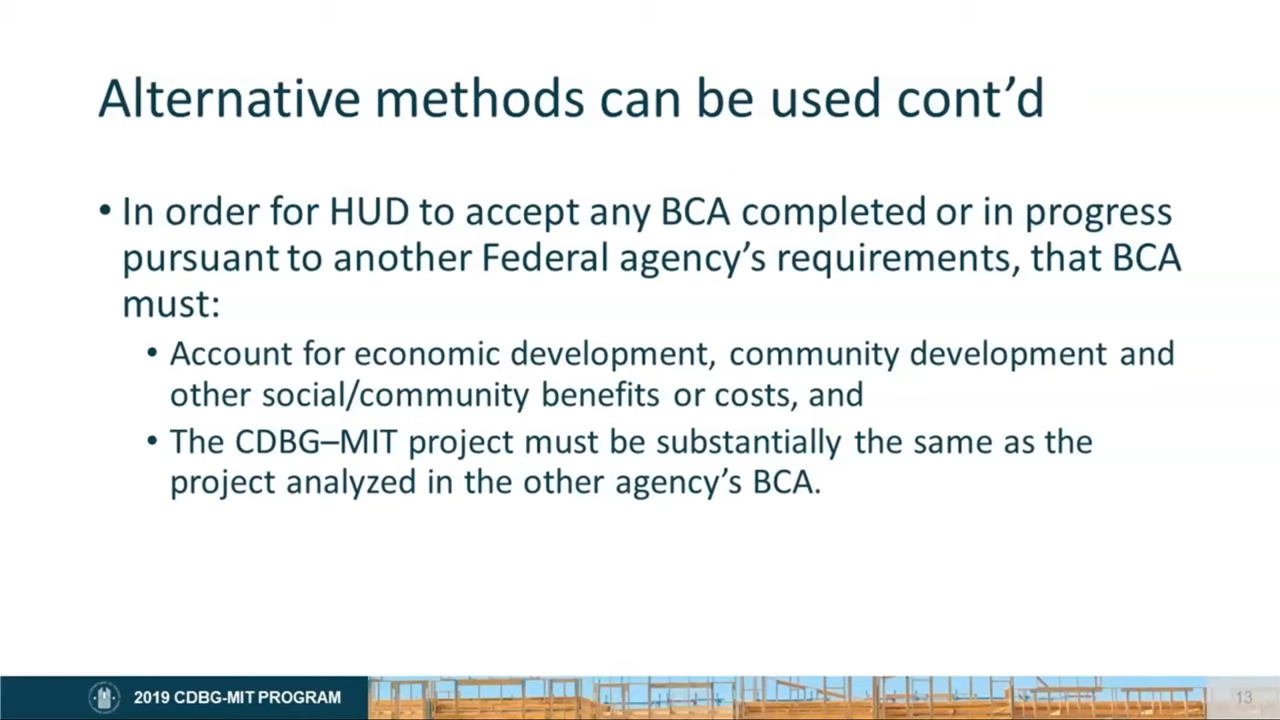 Alternative methods can be used cont’d
• In order for HUD to accept any BCA completed or in progress
pursuant to another Federal agency’s requirements, that BCA
must:
• Account for economic development, community development and
other social/community benefits or costs, and
• The CDBG–MIT project must be substantially the same as the
project analyzed in the other agency’s BCA.
2019 CDBG-MIT PROGRAM
13